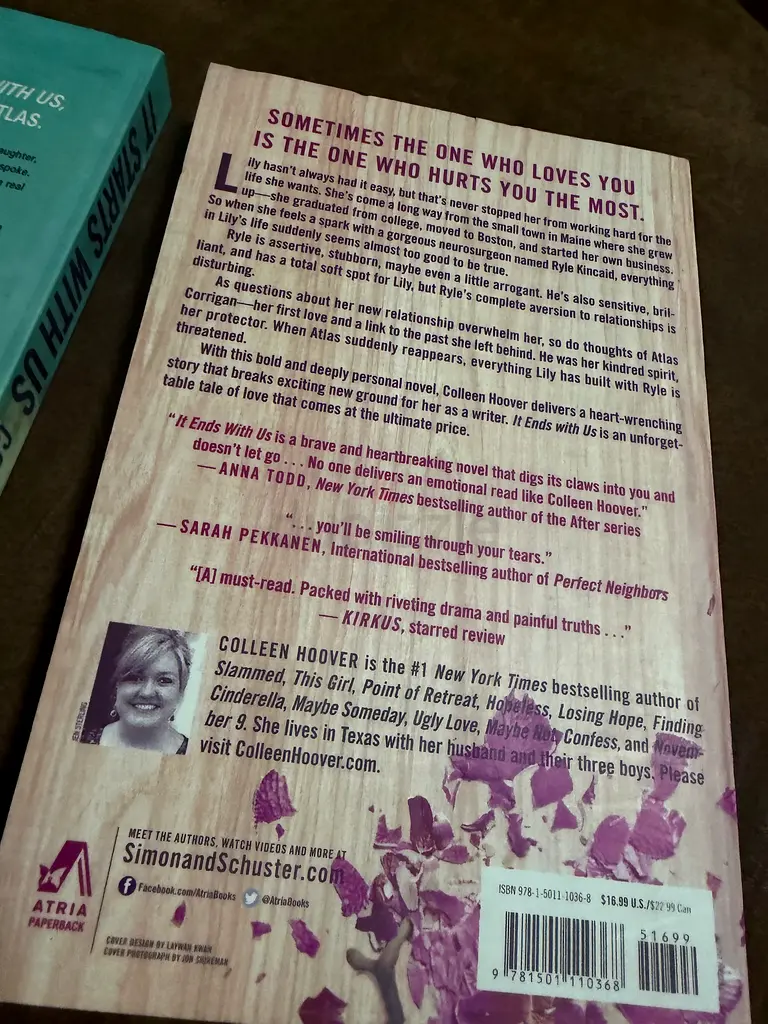 WITH US,
TLAS.
aughter,
spoke.
real
IT STARTS WITH US
SOMETIMES THE ONE WHO LOVES YOU
IS THE ONE WHO HURTS YOU THE MOST.
Lily hasn't always had it easy, but that's never stopped her from working hard for the
life she wants. She's come a long way from the small town in Maine where she grew
up—she graduated from college, moved to Boston, and started her own business.
So when she feels a spark with a gorgeous neurosurgeon named Ryle Kincaid, everything
in Lily's life suddenly seems almost too good to be true.
Ryle is assertive, stubborn, maybe even a little arrogant. He's also sensitive, bril-
liant, and has a total soft spot for Lily, but Ryle's complete aversion to relationships is
disturbing.
As questions about her new relationship overwhelm her, so do thoughts of Atlas
Corrigan—her first love and a link to the past she left behind. He was her kindred spirit,
her protector. When Atlas suddenly reappears, everything Lily has built with Ryle is
threatened.
With this bold and deeply personal novel, Colleen Hoover delivers a heart-wrenching
story that breaks exciting new ground for her as a writer. It Ends with Us is an unforget-
table tale of love that comes at the ultimate price.
"It Ends With Us is a brave and heartbreaking novel that digs its claws into you and
doesn't let go . . . No one delivers an emotional read like Colleen Hoover."
—ANNA TODD, New York Times bestselling author of the After series
". . . you'll be smiling through your tears."
—SARAH PEKKANEN, International bestselling author of Perfect Neighbors
"[A] must-read. Packed with riveting drama and painful truths . . ."
—KIRKUS, starred review
JEN STERLING
COLLEEN HOOVER is the #1 New York Times bestselling author of
Slammed, This Girl, Point of Retreat, Hopeless, Losing Hope, Finding
Cinderella, Maybe Someday, Ugly Love, Maybe Not, Confess, and Novem-
ber 9. She lives in Texas with her husband and their three boys. Please
visit ColleenHoover.com.
MEET THE AUTHORS, WATCH VIDEOS AND MORE AT
SimonandSchuster.com
Facebook.com/AtriaBooks @AtriaBooks
ATRIA
PAPERBACK
COVER DESIGN BY LAYWAN KWAN
COVER PHOTOGRAPH BY JON SHIREMAN
ISBN 978-1-5011-1036-8 $16.99 U.S./$22.99 Can
51699
9 781501 110368